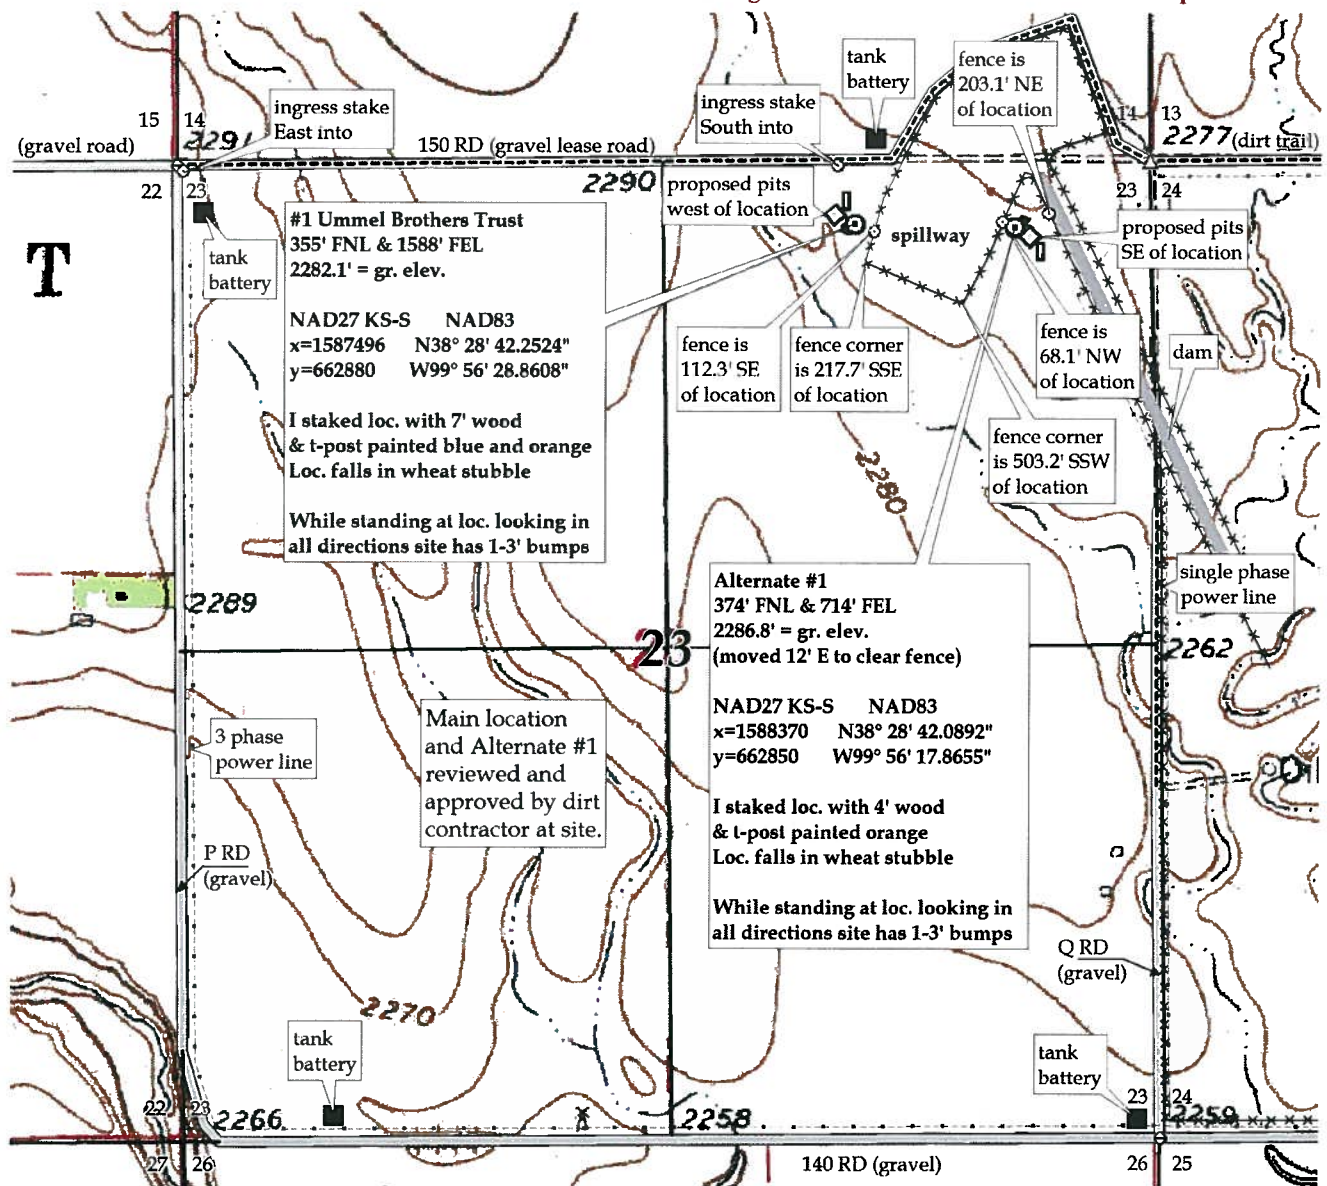 tank
battery
fence is
203.1' NE
of location
ingress stake
East into
ingress stake
South into
15 14
2291
14 13
2277 (dirt trail)
(gravel road)
150 RD (gravel lease road)
22 23
2290
23 24
proposed pits
west of location
spillway
proposed pits
SE of location
T
tank
battery
#1 Ummel Brothers Trust
355' FNL & 1588' FEL
2282.1' = gr. elev.
NAD27 KS-S NAD83
x=1587496 N38° 28' 42.2524"
y=662880 W99° 56' 28.8608"
I staked loc. with 7' wood
& t-post painted blue and orange
Loc. falls in wheat stubble
While standing at loc. looking in
all directions site has 1-3' bumps
fence is
112.3' SE
of location
fence corner
is 217.7' SSE
of location
fence is
68.1' NW
of location
dam
fence corner
is 503.2' SSW
of location
2280
single phase
power line
2289
23
2262
Alternate #1
374' FNL & 714' FEL
2286.8' = gr. elev.
(moved 12' E to clear fence)
NAD27 KS-S NAD83
x=1588370 N38° 28' 42.0892"
y=662850 W99° 56' 17.8655"
I staked loc. with 4' wood
& t-post painted orange
Loc. falls in wheat stubble
While standing at loc. looking in
all directions site has 1-3' bumps
3 phase
power line
Main location
and Alternate #1
reviewed and
approved by dirt
contractor at site.
P RD
(gravel)
Q RD
(gravel)
2270
tank
battery
tank
battery
22 23
2266
2258
23 24
2259
27 26
140 RD (gravel)
26 25